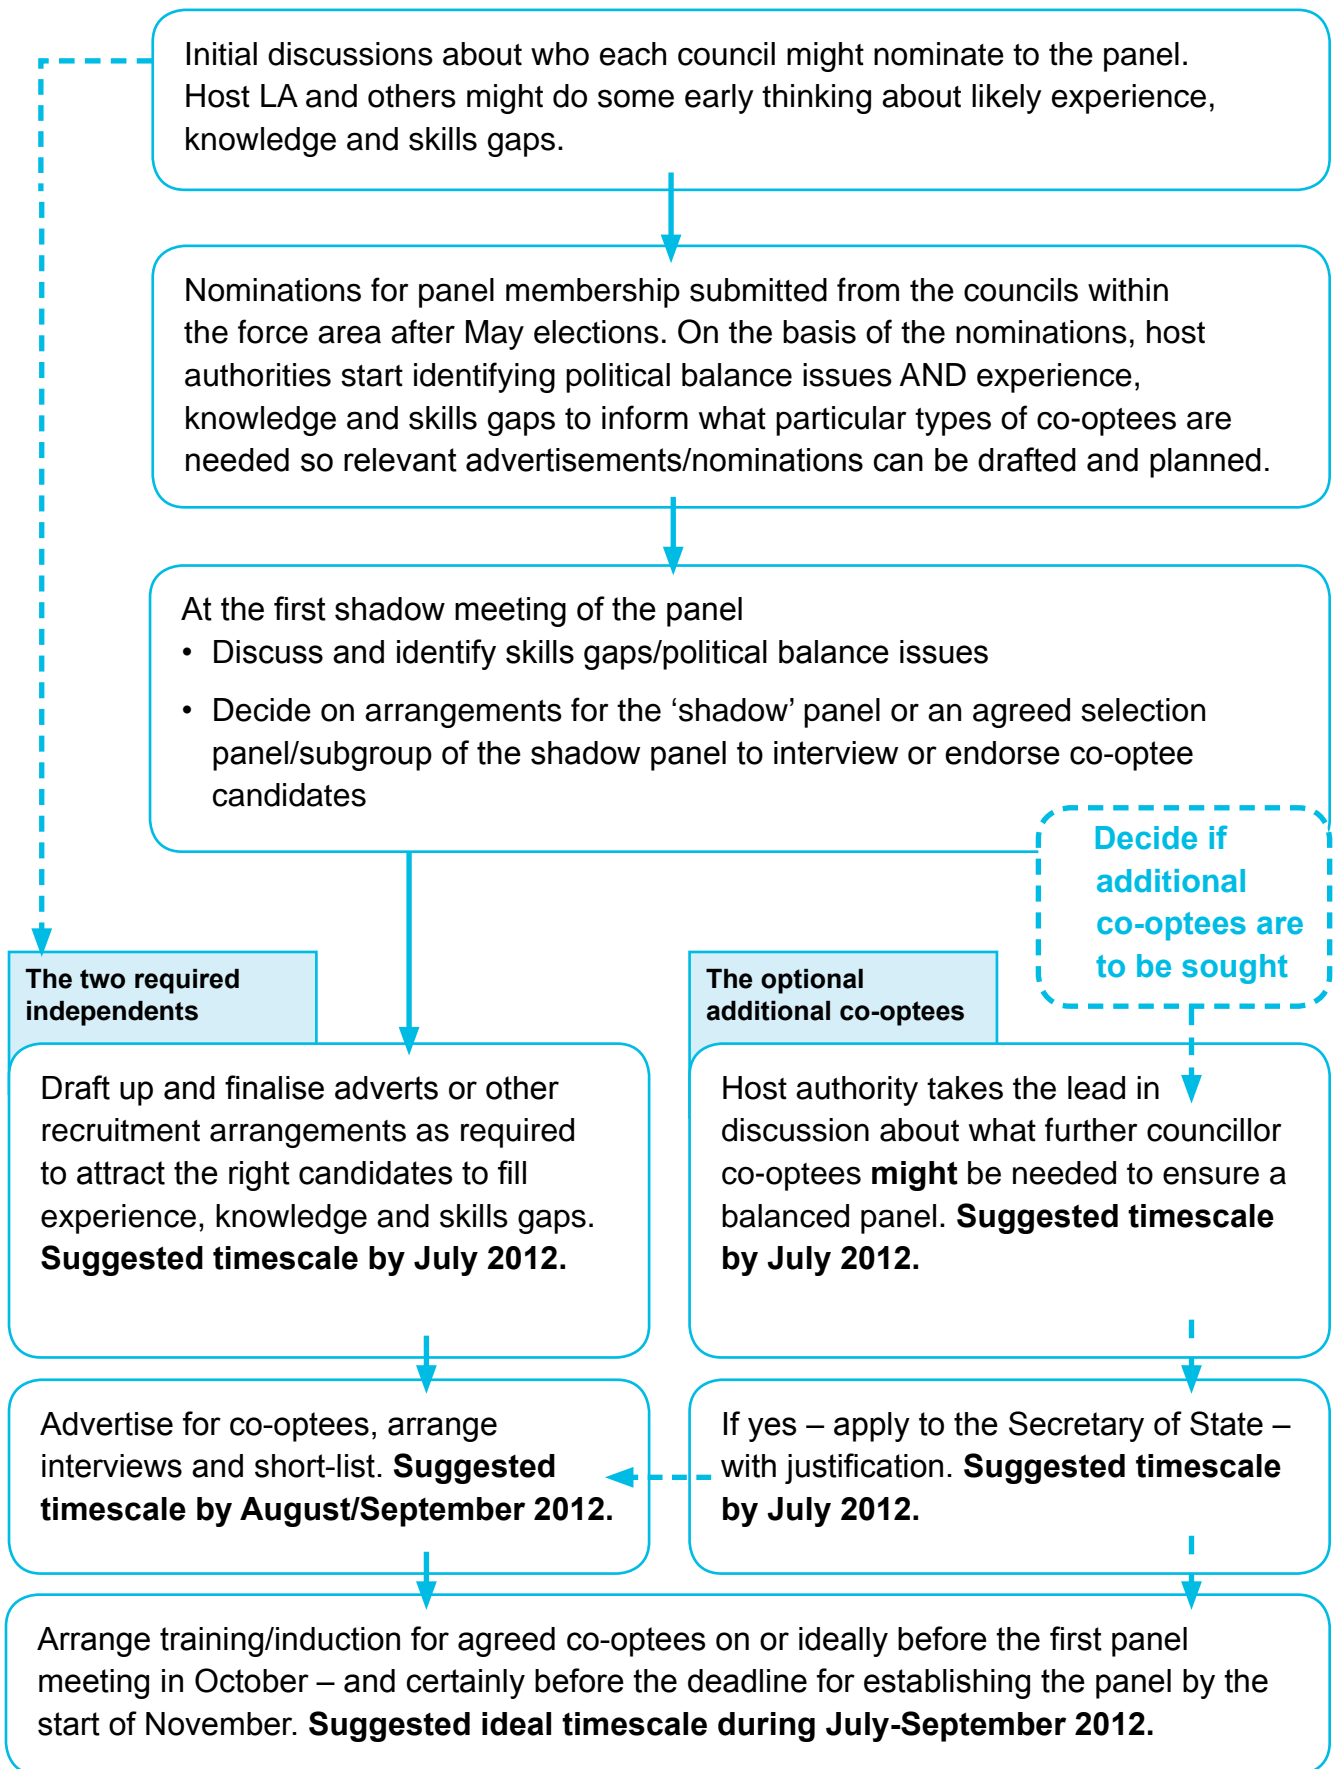 Initial discussions about who each council might nominate to the panel.
Host LA and others might do some early thinking about likely experience,
knowledge and skills gaps.
Nominations for panel membership submitted from the councils within
the force area after May elections. On the basis of the nominations, host
authorities start identifying political balance issues AND experience,
knowledge and skills gaps to inform what particular types of co-optees are
needed so relevant advertisements/nominations can be drafted and planned.
At the first shadow meeting of the panel
• Discuss and identify skills gaps/political balance issues
• Decide on arrangements for the ‘shadow’ panel or an agreed selection
panel/subgroup of the shadow panel to interview or endorse co-optee
candidates
Decide if
additional
co-optees are
to be sought
The two required
independents
Draft up and finalise adverts or other
recruitment arrangements as required
to attract the right candidates to fill
experience, knowledge and skills gaps.
Suggested timescale by July 2012.
The optional
additional co-optees
Host authority takes the lead in
discussion about what further councillor
co-optees might be needed to ensure a
balanced panel. Suggested timescale
by July 2012.
Advertise for co-optees, arrange
interviews and short-list. Suggested
timescale by August/September 2012.
If yes – apply to the Secretary of State –
with justification. Suggested timescale
by July 2012.
Arrange training/induction for agreed co-optees on or ideally before the first panel
meeting in October – and certainly before the deadline for establishing the panel by the
start of November. Suggested ideal timescale during July-September 2012.